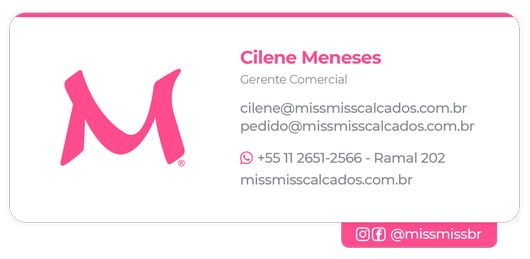 M®
Cilene Meneses
Gerente Comercial
cilene@missmisscalcados.com.br
pedido@missmisscalcados.com.br
+55 11 2651-2566 - Ramal 202
missmisscalcados.com.br
@missmissbr